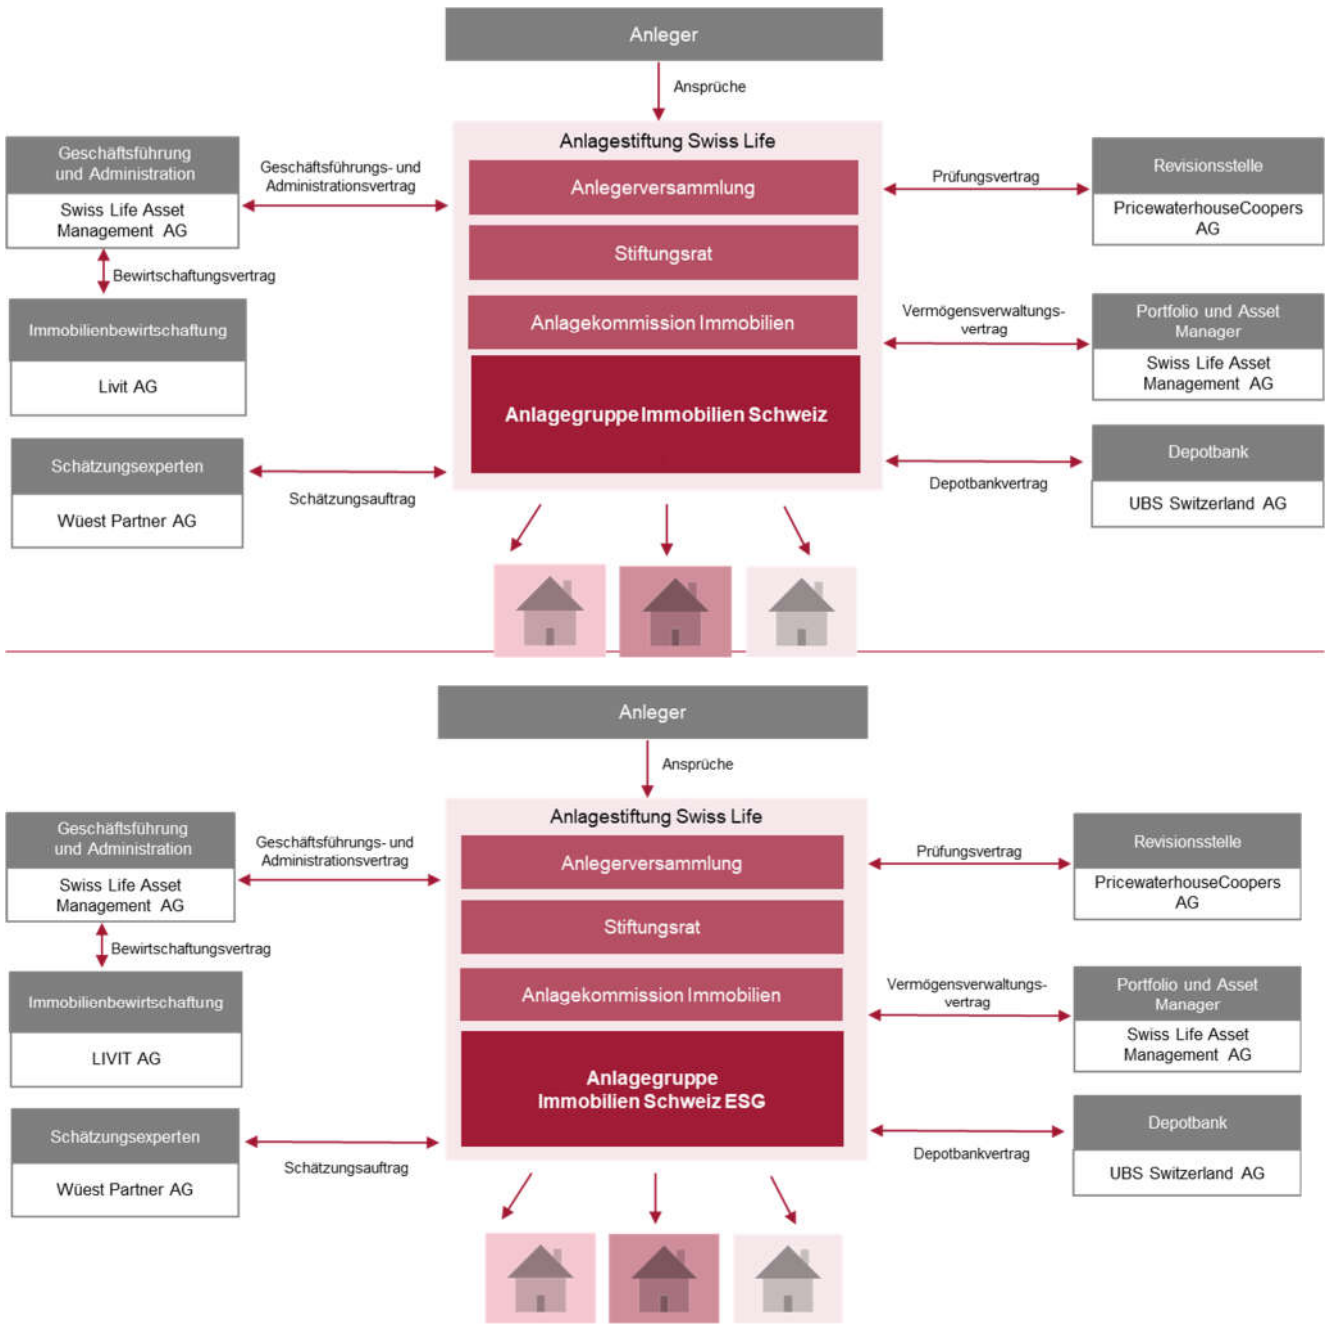 Anleger
Ansprüche
Anlagestiftung Swiss Life
Geschäftsführung
und Administration
Swiss Life Asset
Management AG
Geschäftsführungs- und
Administrationsvertrag
Anlegerversammlung
Prüfungsvertrag
Revisionsstelle
PricewaterhouseCoopers
AG
Bewirtschaftungsvertrag
Stiftungsrat
Immobilienbewirtschaftung
Livit AG
Anlagekommission Immobilien
Vermögensverwaltungs-
vertrag
Portfolio und Asset
Manager
Swiss Life Asset
Management AG
Anlagegruppe Immobilien Schweiz
Schätzungsexperten
Wüest Partner AG
Schätzungsauftrag
Depotbankvertrag
Depotbank
UBS Switzerland AG
Anleger
Ansprüche
Anlagestiftung Swiss Life
Geschäftsführung
und Administration
Swiss Life Asset
Management AG
Geschäftsführungs- und
Administrationsvertrag
Anlegerversammlung
Prüfungsvertrag
Revisionsstelle
PricewaterhouseCoopers
AG
Bewirtschaftungsvertrag
Stiftungsrat
Immobilienbewirtschaftung
LIVIT AG
Anlagekommission Immobilien
Vermögensverwaltungs-
vertrag
Portfolio und Asset
Manager
Swiss Life Asset
Management AG
Anlagegruppe
Immobilien Schweiz ESG
Schätzungsexperten
Wüest Partner AG
Schätzungsauftrag
Depotbankvertrag
Depotbank
UBS Switzerland AG